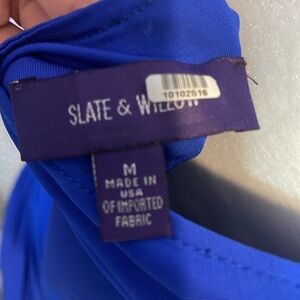 SLATE & WILLOW
10102516
M
MADE IN
USA
OF IMPORTED
FABRIC